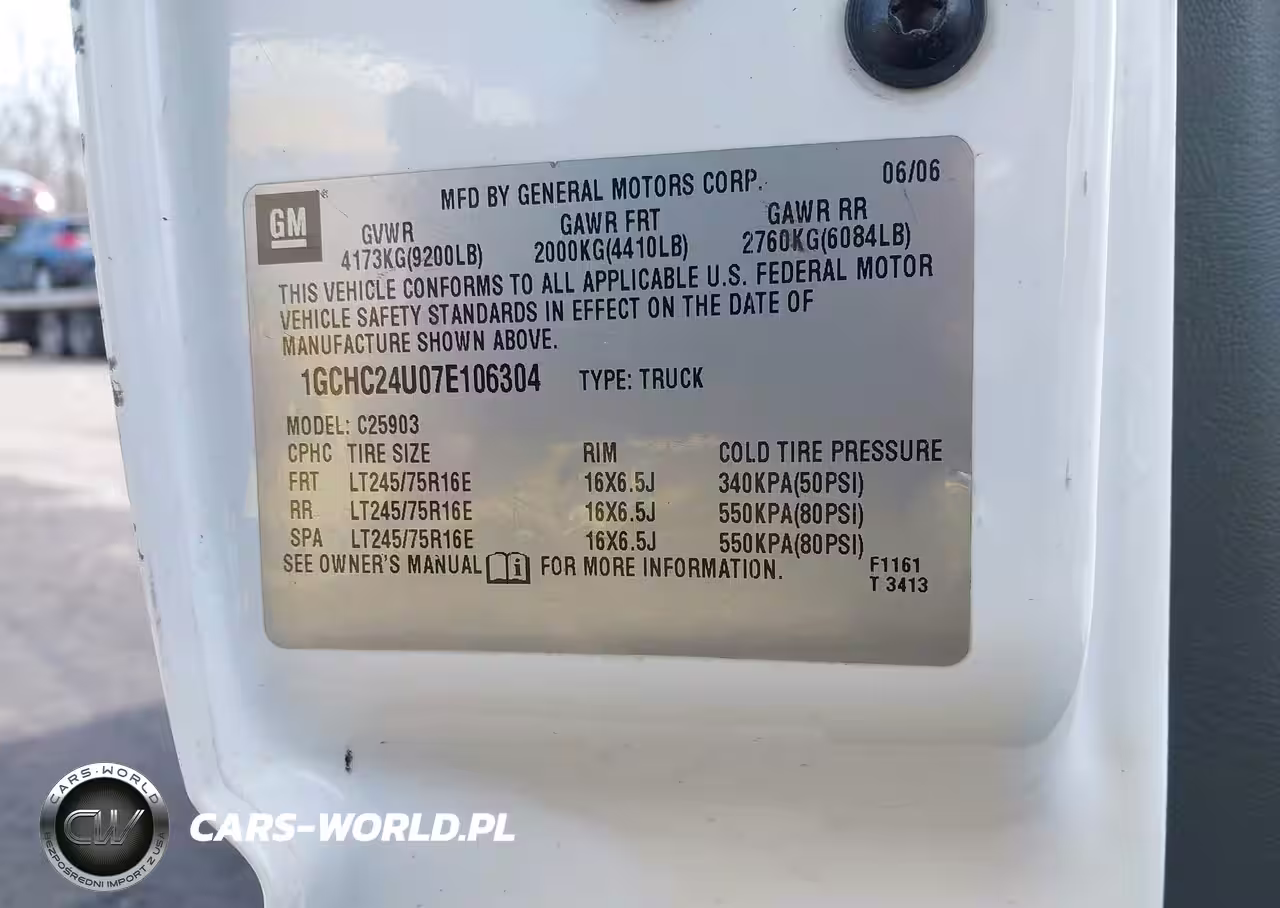 06/06
MFD BY GENERAL MOTORS CORP.
GM
GVWR GAWR FRT GAWR RR
4173KG(9200LB) 2000KG(4410LB) 2760KG(6084LB)
THIS VEHICLE CONFORMS TO ALL APPLICABLE U.S. FEDERAL MOTOR
VEHICLE SAFETY STANDARDS IN EFFECT ON THE DATE OF
MANUFACTURE SHOWN ABOVE.
1GCHC24U07E106304 TYPE: TRUCK
MODEL: C25903
CPHC TIRE SIZE RIM COLD TIRE PRESSURE
FRT LT245/75R16E 16X6.5J 340KPA(50PSI)
RR LT245/75R16E 16X6.5J 550KPA(80PSI)
SPA LT245/75R16E 16X6.5J 550KPA(80PSI)
SEE OWNER'S MANUAL i FOR MORE INFORMATION.
F1161
T 3413
CARS-WORLD
CW
BEZPOŚREDNI IMPORT Z USA
CARS-WORLD.PL